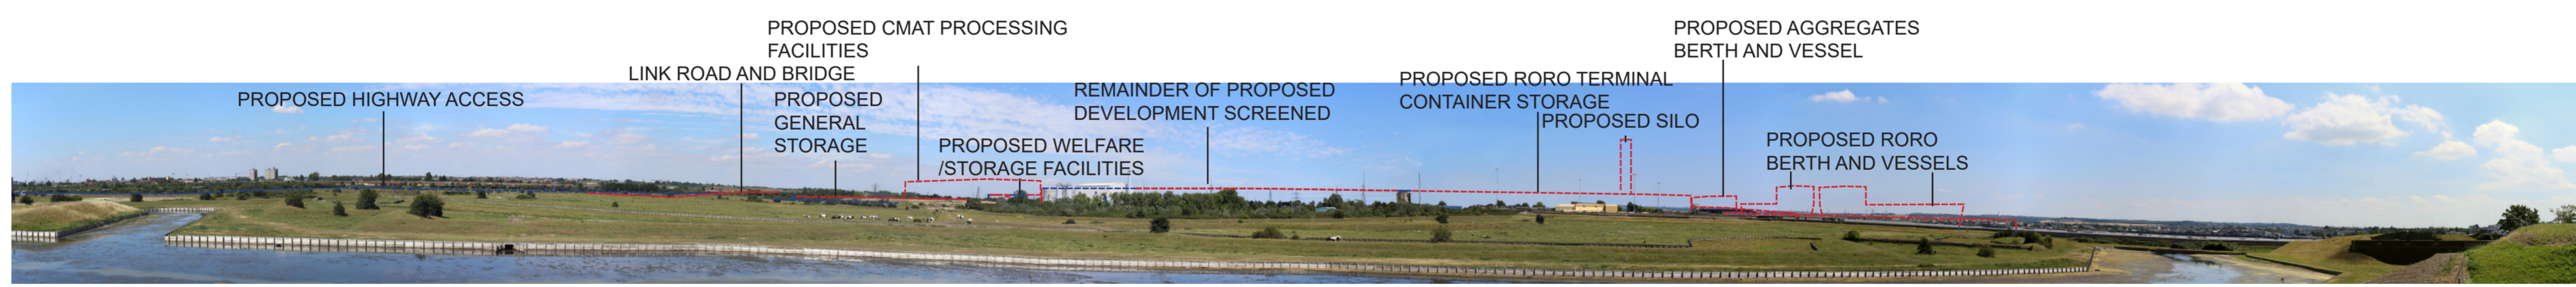 PROPOSED HIGHWAY ACCESS
LINK ROAD AND BRIDGE
PROPOSED CMAT PROCESSING
FACILITIES
PROPOSED
GENERAL
STORAGE
PROPOSED WELFARE
/STORAGE FACILITIES
REMAINDER OF PROPOSED
DEVELOPMENT SCREENED
PROPOSED RORO TERMINAL
CONTAINER STORAGE
PROPOSED SILO
PROPOSED AGGREGATES
BERTH AND VESSEL
PROPOSED RORO
BERTH AND VESSELS